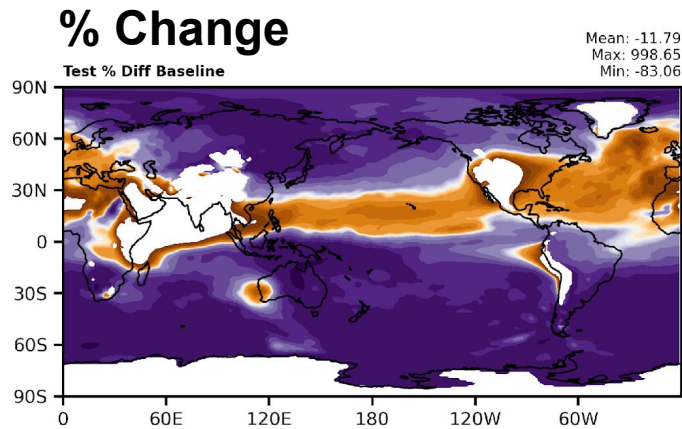 % Change
Mean: -11.79
Test % Diff Baseline
Max: 998.65
Min: -83.06
90N
60N
30N
0
30S
60S
90S
0 60E 120E 180 120W 60W